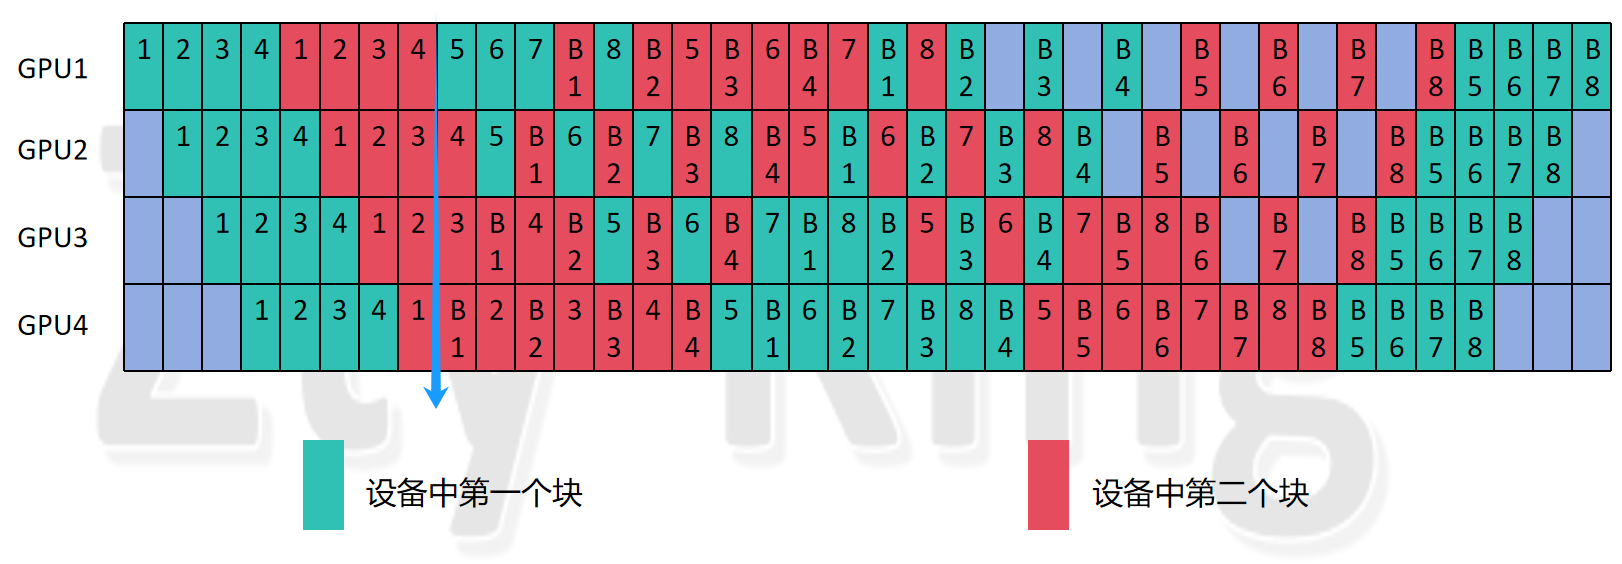 GPU1 1 2 3 4 1 2 3 4 5 6 7 B1 8 B2 5 B3 6 B4 7 B1 8 B2 B3 B4 B5 B6 B7 B8 B5 B6 B7 B8
GPU2 1 2 3 4 1 2 3 4 5 B1 6 B2 7 B3 8 B4 5 B1 6 B2 7 B3 8 B4 B5 B6 B7 B8 B5 B6 B7 B8
GPU3 1 2 3 4 1 2 3 B1 4 B2 5 B3 6 B4 7 B1 8 B2 5 B3 6 B4 7 B5 8 B6 B7 B8 B5 B6 B7 B8
GPU4 1 2 3 4 1 B1 2 B2 3 B3 4 B4 5 B1 6 B2 7 B3 8 B4 5 B5 6 B6 7 B7 8 B8 B5 B6 B7 B8
设备中第一个块
设备中第二个块